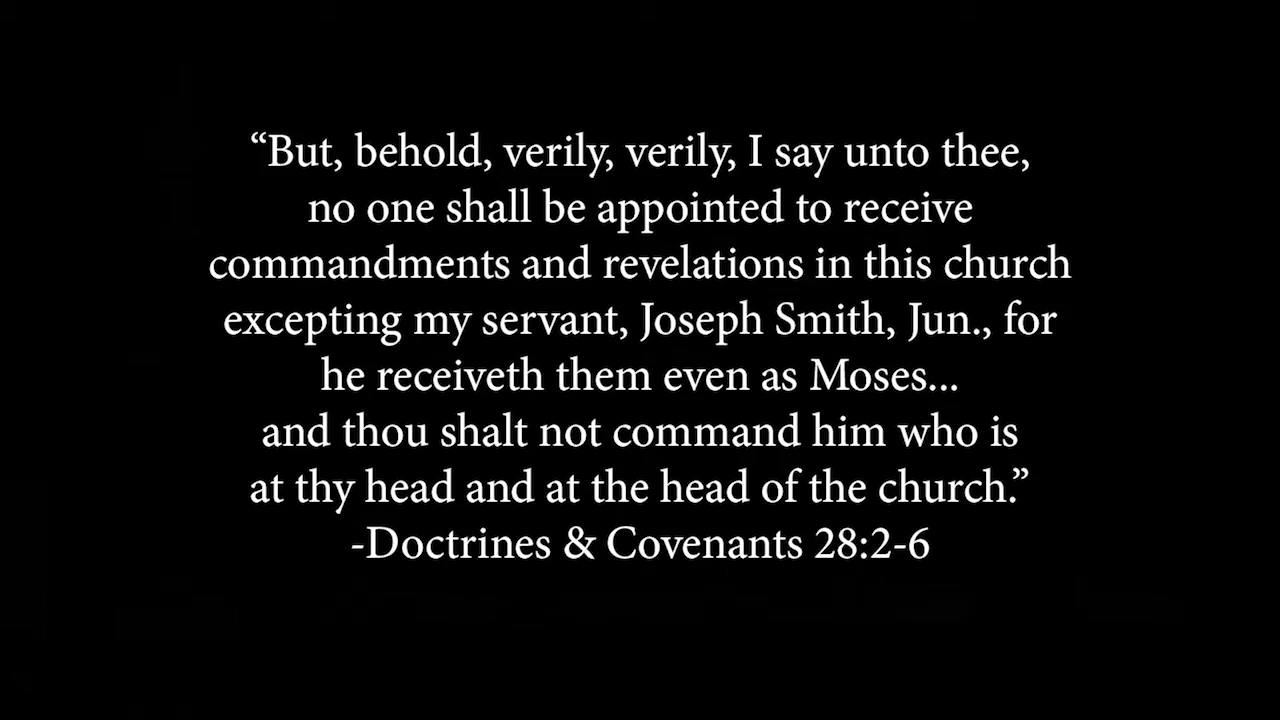 “But, behold, verily, verily, I say unto thee,
no one shall be appointed to receive
commandments and revelations in this church
excepting my servant, Joseph Smith, Jun., for
he receiveth them even as Moses...
and thou shalt not command him who is
at thy head and at the head of the church.”
-Doctrines & Covenants 28:2-6